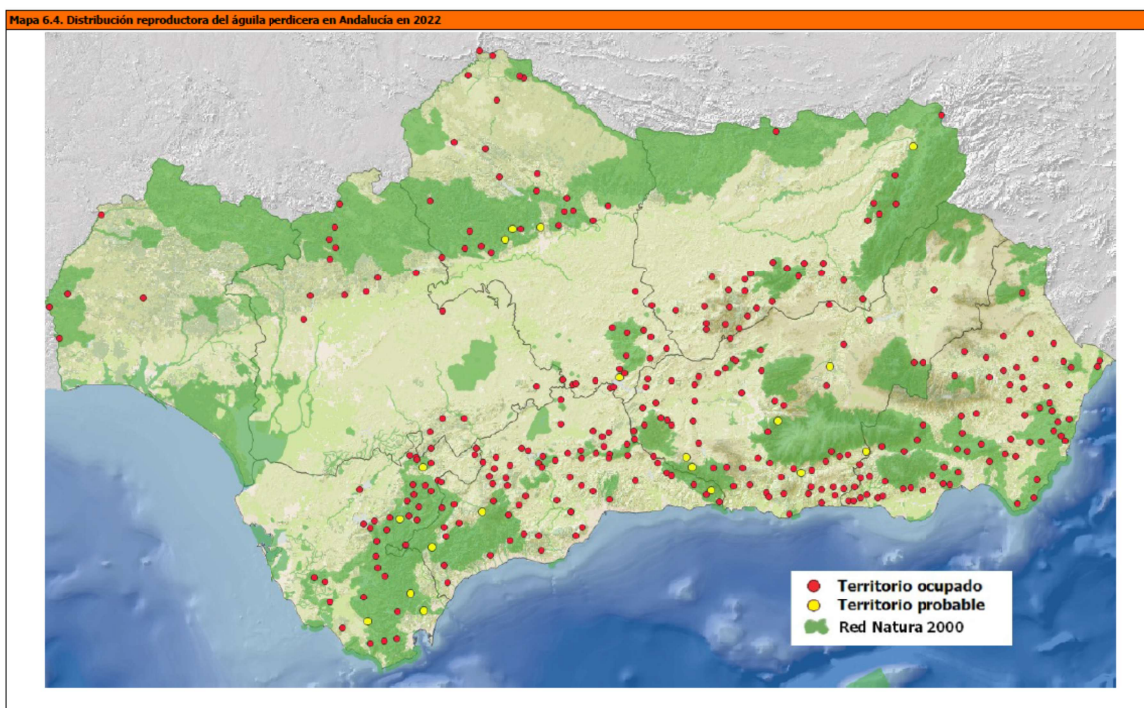 Mapa 6.4. Distribución reproductora del águila perdicera en Andalucía en 2022
Territorio ocupado
Territorio probable
Red Natura 2000